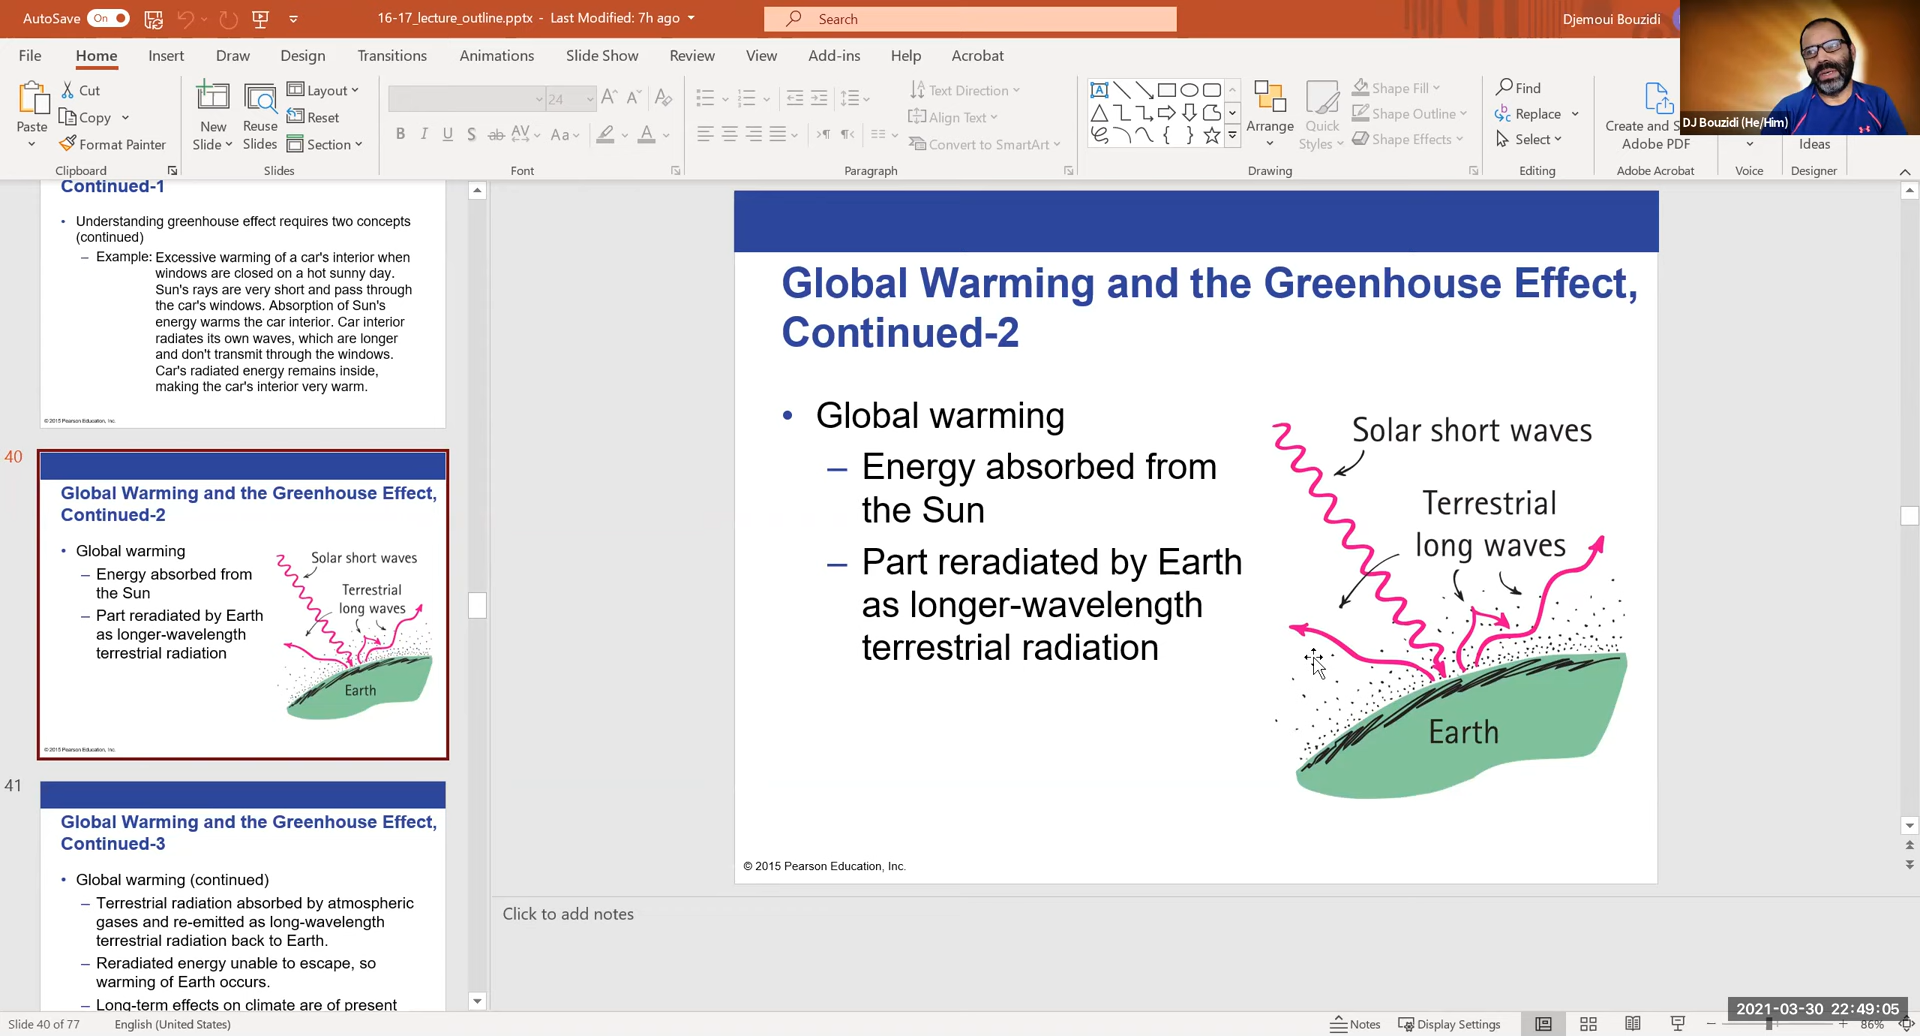 AutoSave On
16-17_lecture_outline.pptx - Last Modified: 7h ago
Search
Djemoui Bouzidi
File Home Insert Draw Design Transitions Animations Slide Show Review View Add-ins Help Acrobat
Paste
Cut
Copy
Format Painter
Clipboard
New
Slide
Reuse
Slides
Layout
Reset
Section
Slides
24
B I U S ab AV Aa A
Font
Text Direction
Align Text
Convert to SmartArt
Paragraph
Arrange
Quick
Styles
Shape Fill
Shape Outline
Shape Effects
Drawing
Find
Replace
Select
Editing
Create and S
Adobe PDF
Adobe Acrobat
Voice
Ideas
Designer
DJ Bouzidi (He/Him)
Continued-1
• Understanding greenhouse effect requires two concepts
(continued)
– Example: Excessive warming of a car's interior when
windows are closed on a hot sunny day.
Sun's rays are very short and pass through
the car's windows. Absorption of Sun's
energy warms the car interior. Car interior
radiates its own waves, which are longer
and don't transmit through the windows.
Car's radiated energy remains inside,
making the car's interior very warm.
© 2015 Pearson Education, Inc.
40
Global Warming and the Greenhouse Effect,
Continued-2
• Global warming
– Energy absorbed from
the Sun
– Part reradiated by Earth
as longer-wavelength
terrestrial radiation
Solar short waves
Terrestrial
long waves
Earth
© 2015 Pearson Education, Inc.
41
Global Warming and the Greenhouse Effect,
Continued-3
• Global warming (continued)
– Terrestrial radiation absorbed by atmospheric
gases and re-emitted as long-wavelength
terrestrial radiation back to Earth.
– Reradiated energy unable to escape, so
warming of Earth occurs.
– Long-term effects on climate are of present
Global Warming and the Greenhouse Effect,
Continued-2
• Global warming
– Energy absorbed from
the Sun
– Part reradiated by Earth
as longer-wavelength
terrestrial radiation
Solar short waves
Terrestrial
long waves
Earth
© 2015 Pearson Education, Inc.
Click to add notes
2021-03-30 22:49:05
Slide 40 of 77
English (United States)
Notes
Display Settings
86%